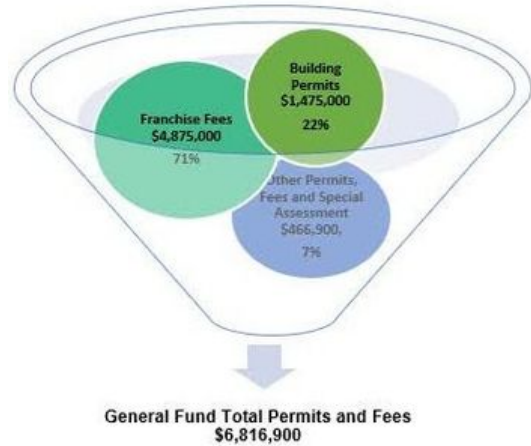 Building
Permits
$1,475,000
22%
Franchise Fees
$4,875,000
71%
Other Permits,
Fees and Special
Assessment
$466,900,
7%
General Fund Total Permits and Fees
$6,816,900